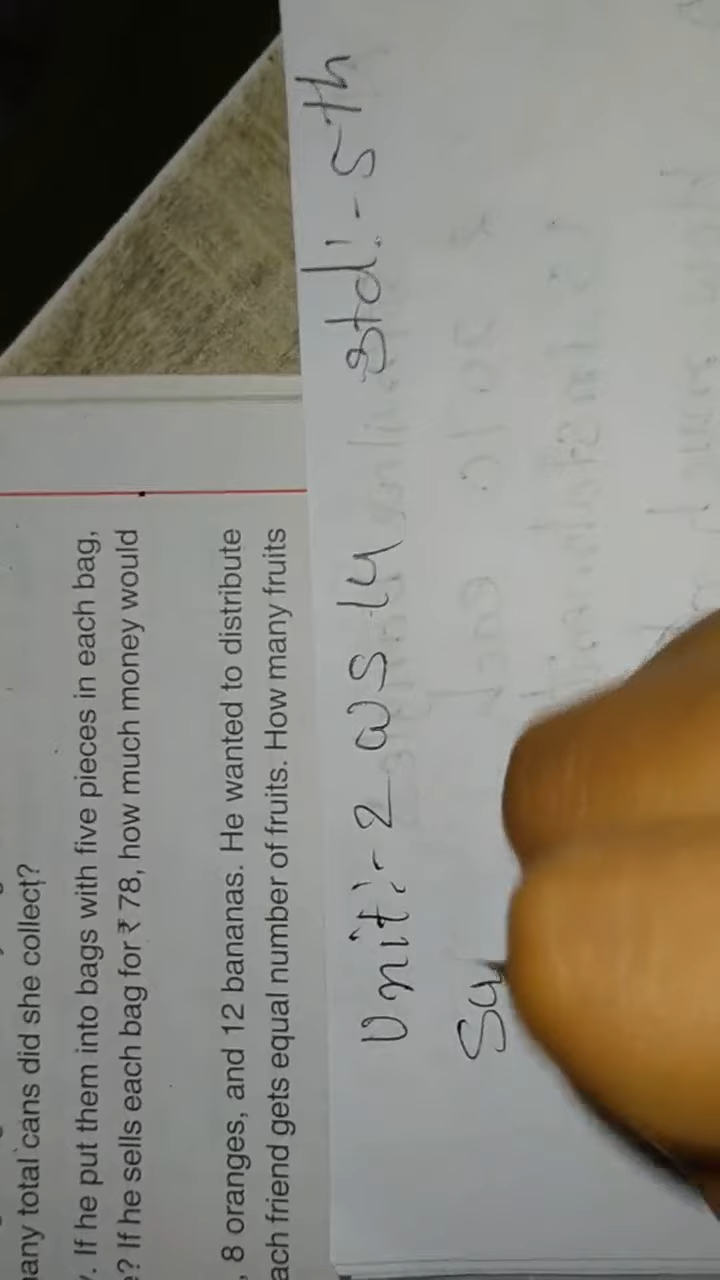 any total cans did she collect?
. If he put them into bags with five pieces in each bag,
? If he sells each bag for ₹ 78, how much money would
, 8 oranges, and 12 bananas. He wanted to distribute
ach friend gets equal number of fruits. How many fruits
Unit:- 2 WS 14 std:- 5th